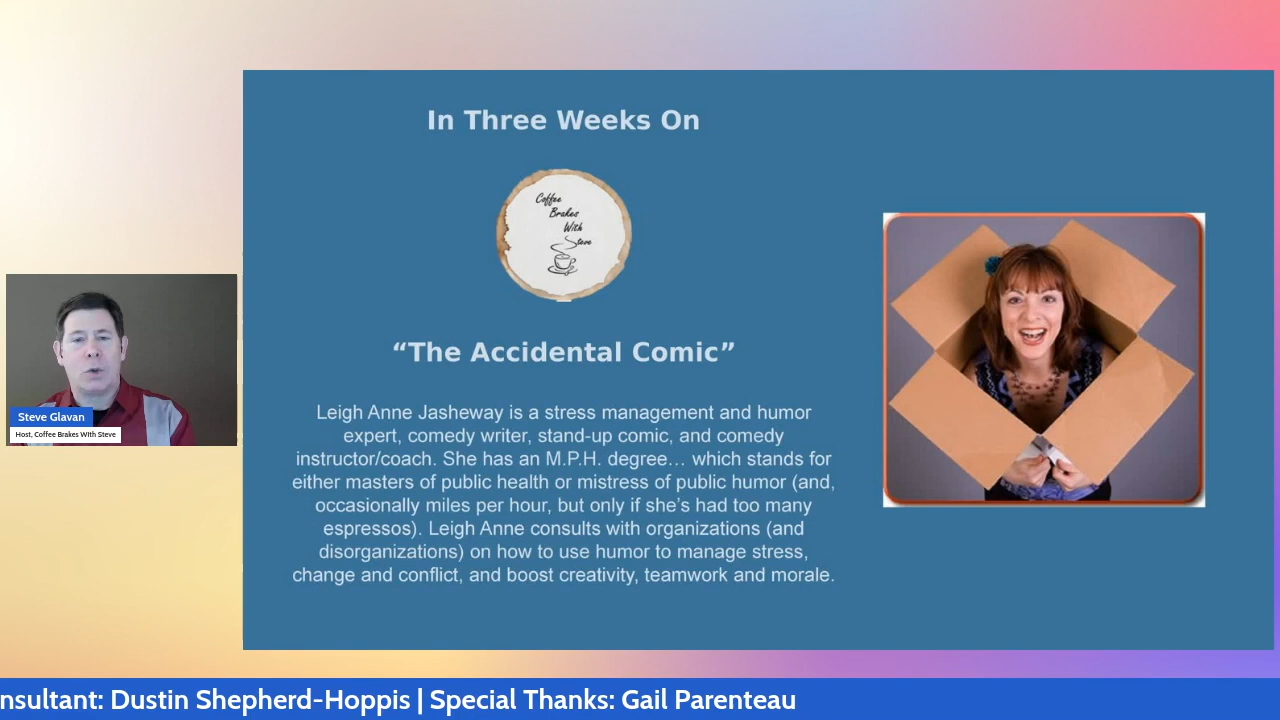 In Three Weeks On
Coffee
Brakes
With
Steve
“The Accidental Comic”
Leigh Anne Jasheway is a stress management and humor
expert, comedy writer, stand-up comic, and comedy
instructor/coach. She has an M.P.H. degree… which stands for
either masters of public health or mistress of public humor (and,
occasionally miles per hour, but only if she’s had too many
espressos). Leigh Anne consults with organizations (and
disorganizations) on how to use humor to manage stress,
change and conflict, and boost creativity, teamwork and morale.
Steve Glavan
Host, Coffee Brakes With Steve
nsultant: Dustin Shepherd-Hoppis | Special Thanks: Gail Parenteau